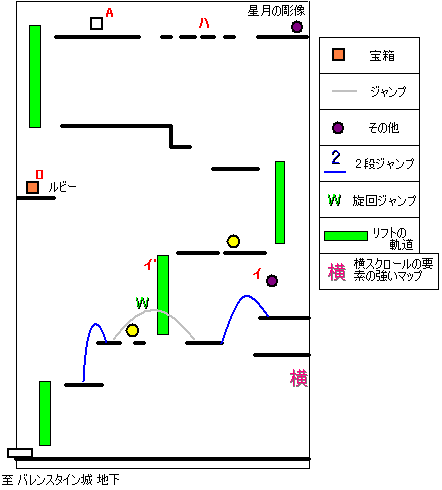 星月の彫像
A
ハ
宝箱
ジャンプ
その他
ロ
ルビー
2
2段ジャンプ
W
旋回ジャンプ
リフトの
軌道
イ'
イ
横
横スクロールの要
素の強いマップ
W
横
至 バレンスタイン城 地下